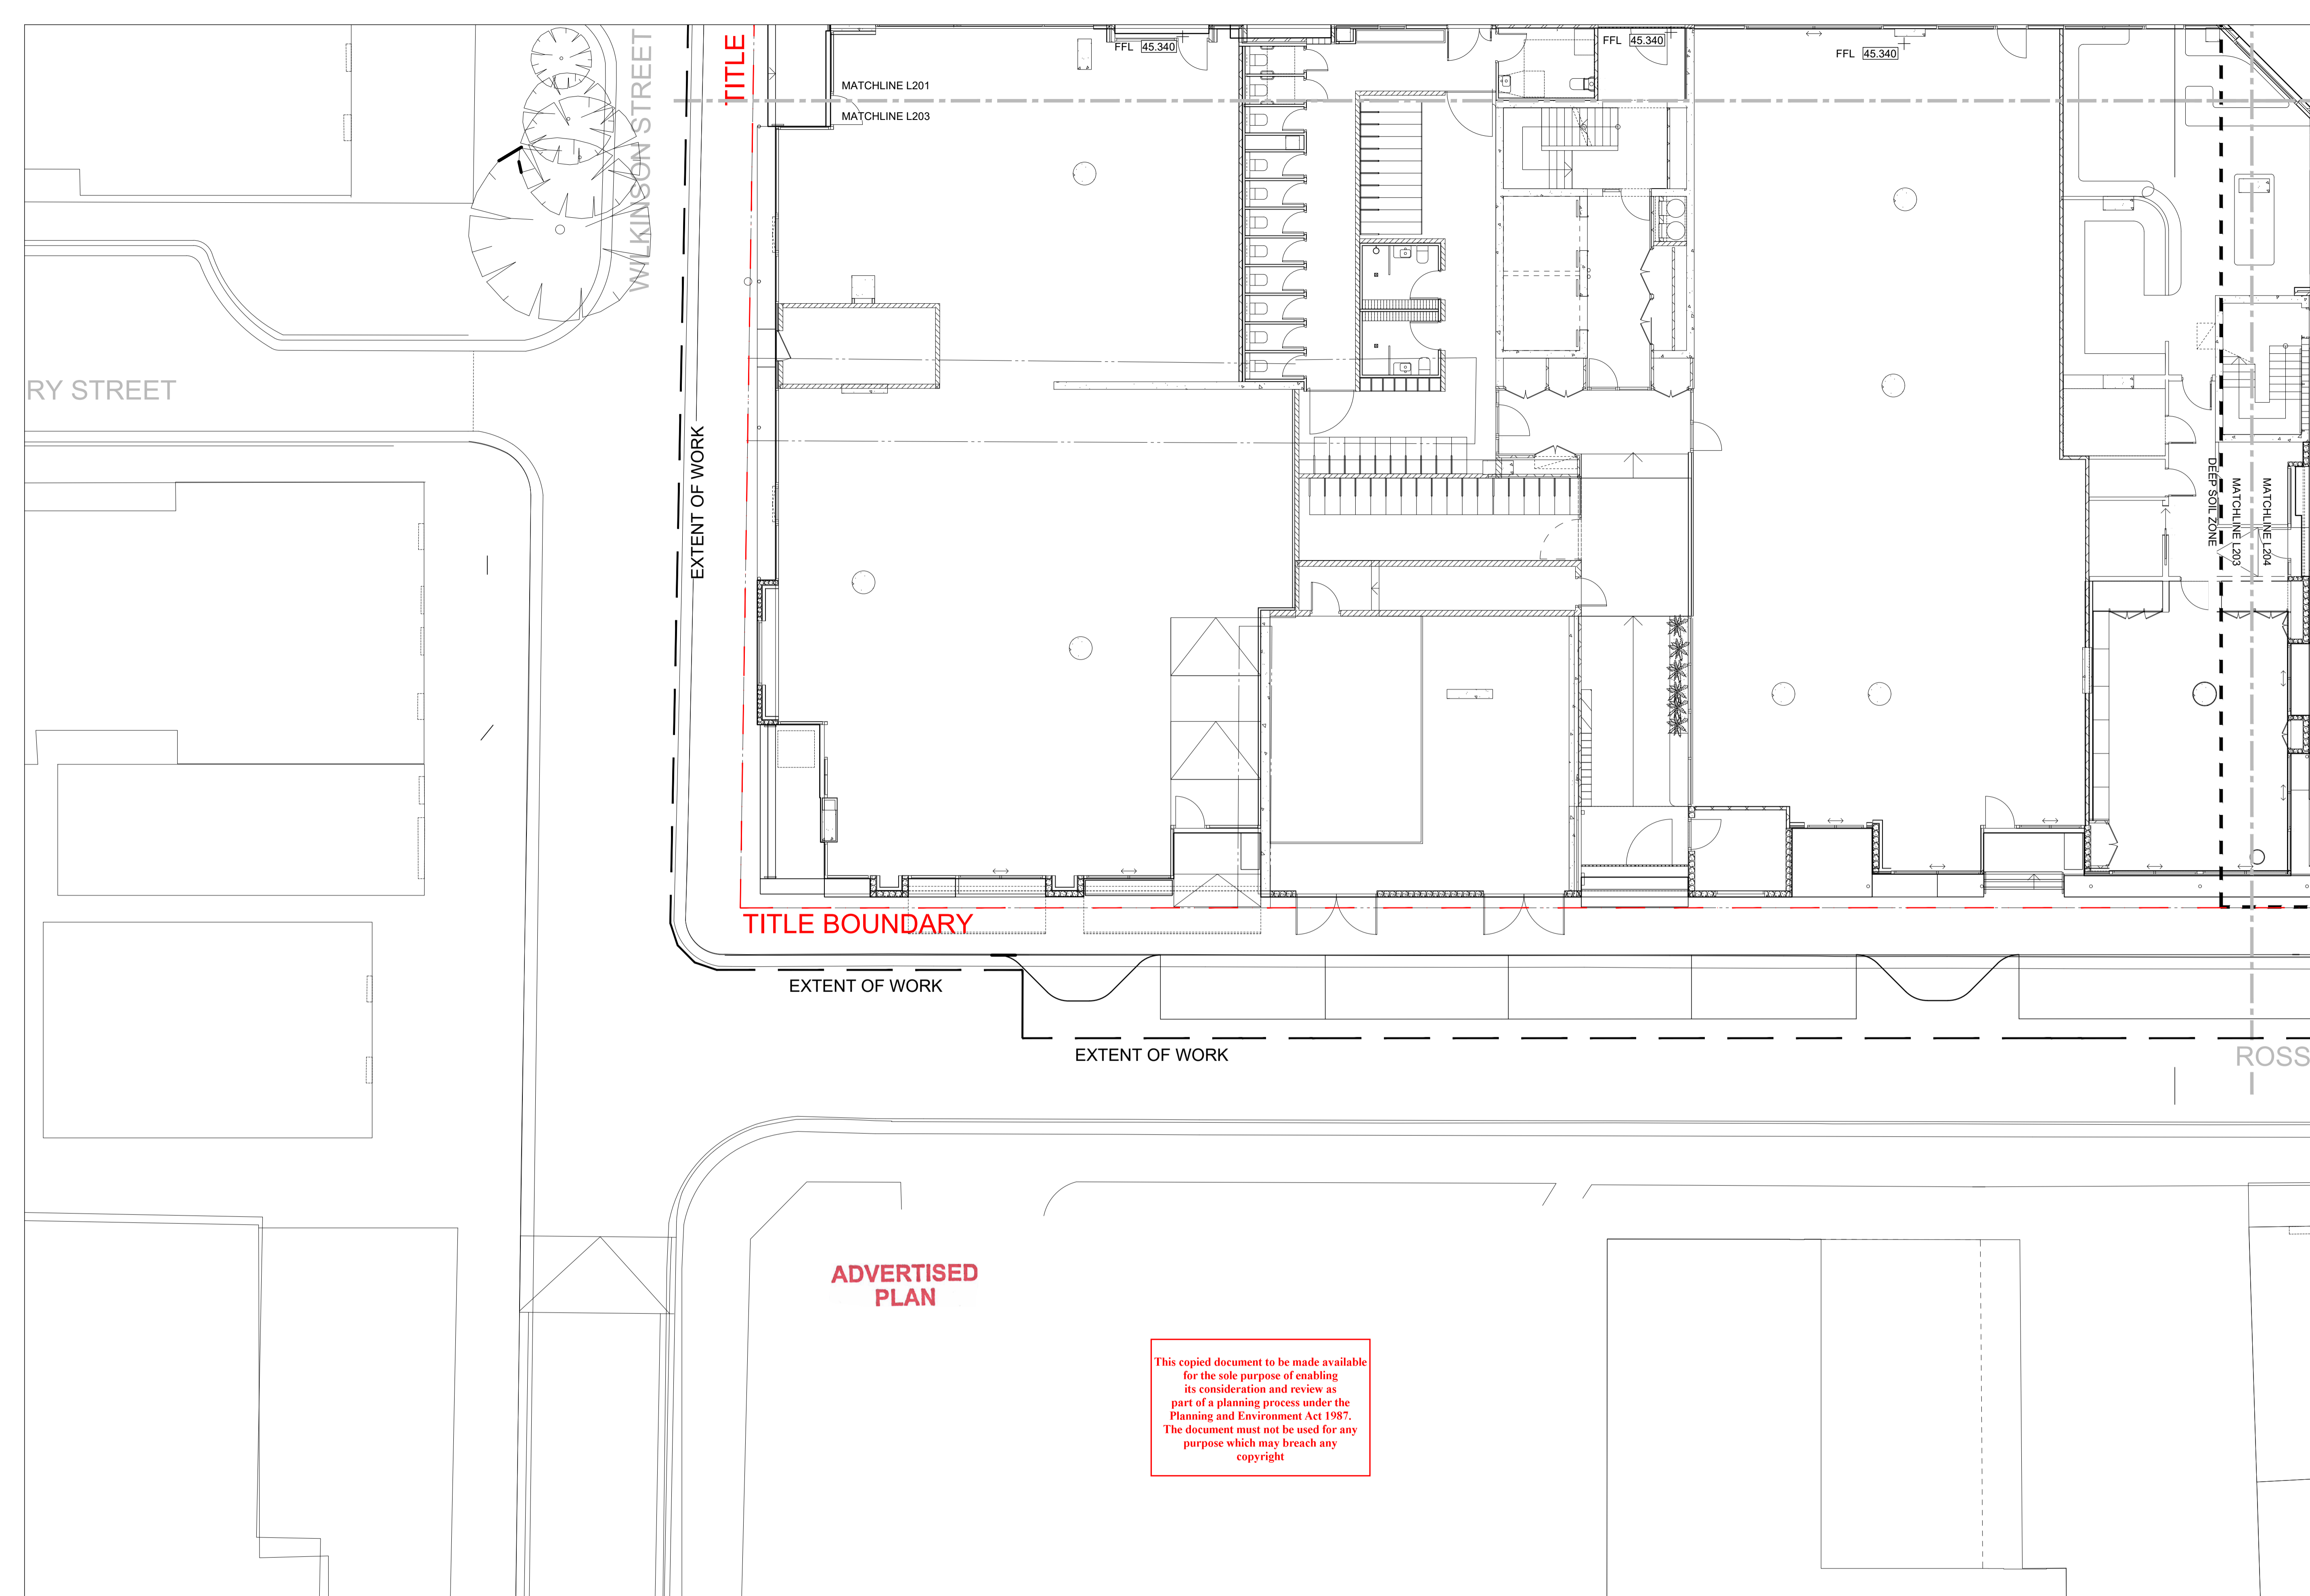 TITLE
WILKINSON STREET
FFL 45.340
FFL 45.340
FFL 45.340
MATCHLINE L201
MATCHLINE L203
RY STREET
EXTENT OF WORK
DEEP SOIL ZONE
MATCHLINE L203
MATCHLINE L204
TITLE BOUNDARY
EXTENT OF WORK
EXTENT OF WORK
ROSS
ADVERTISED
PLAN
This copied document to be made available
for the sole purpose of enabling
its consideration and review as
part of a planning process under the
Planning and Environment Act 1987.
The document must not be used for any
purpose which may breach any
copyright